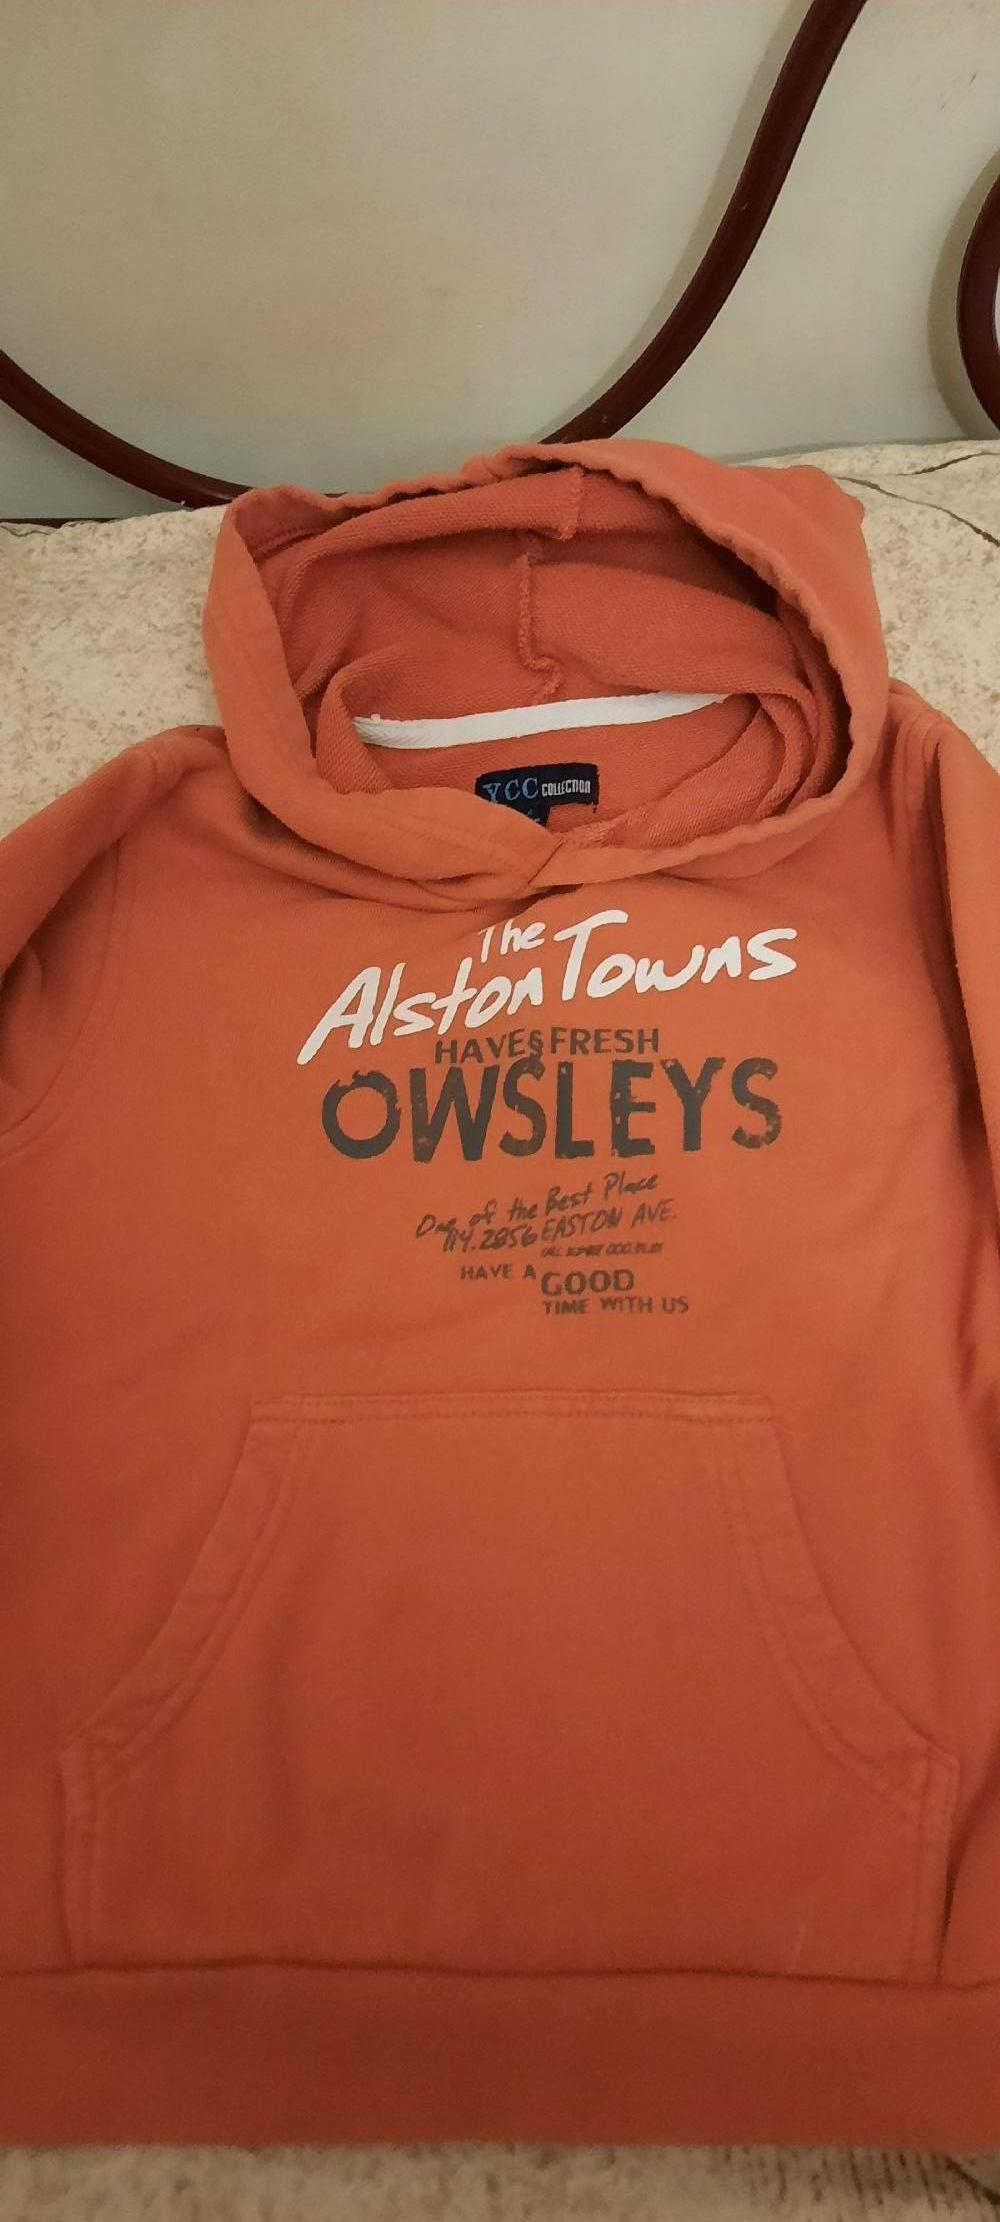 YCC COLLECTION
The
Alston Towns
HAVE§FRESH
OWSLEYS
One of the Best Place
114.2856 EASTON AVE.
HAVE A GOOD
TIME WITH US